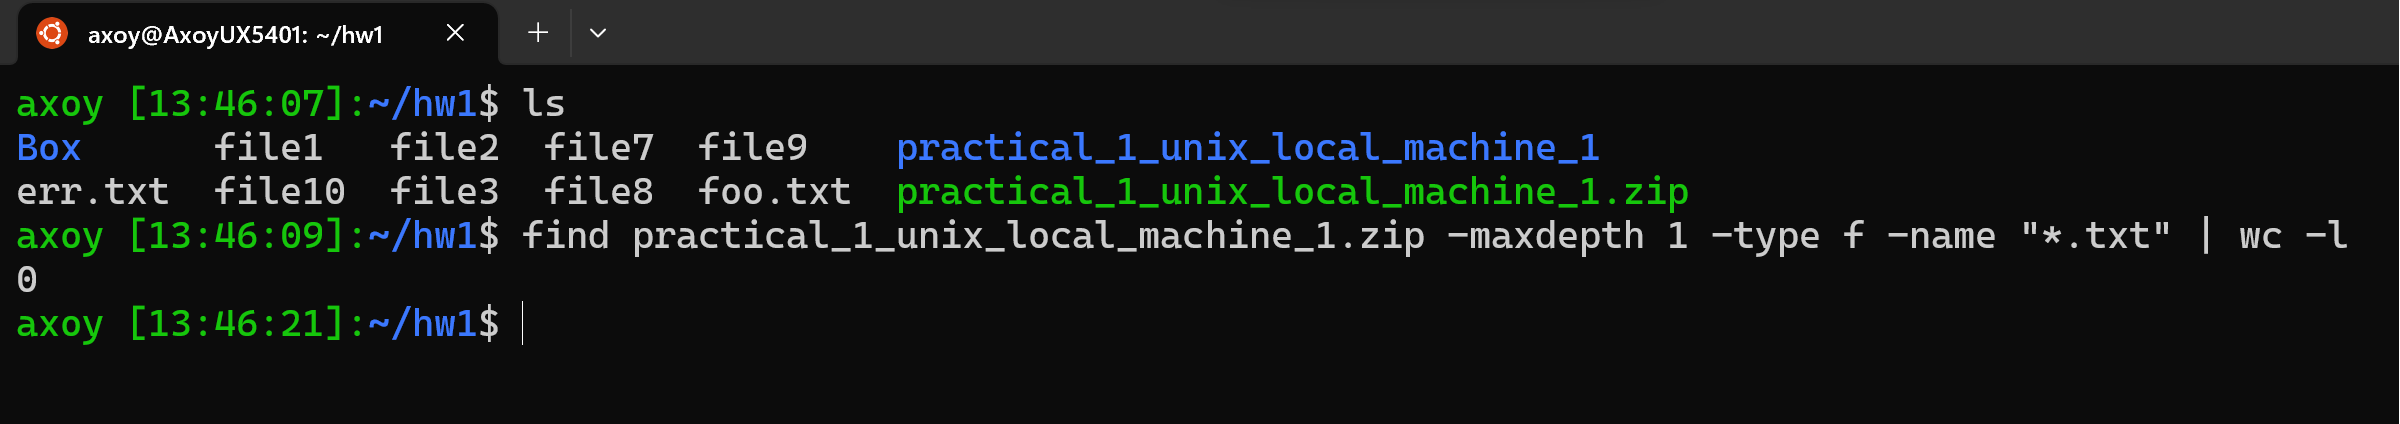 axoy@AxoyUX5401: ~/hw1
axoy [13:46:07]:~/hw1$ ls
Box      file1   file2  file7  file9    practical_1_unix_local_machine_1
err.txt  file10  file3  file8  foo.txt  practical_1_unix_local_machine_1.zip
axoy [13:46:09]:~/hw1$ find practical_1_unix_local_machine_1.zip -maxdepth 1 -type f -name "*.txt" | wc -l
0
axoy [13:46:21]:~/hw1$